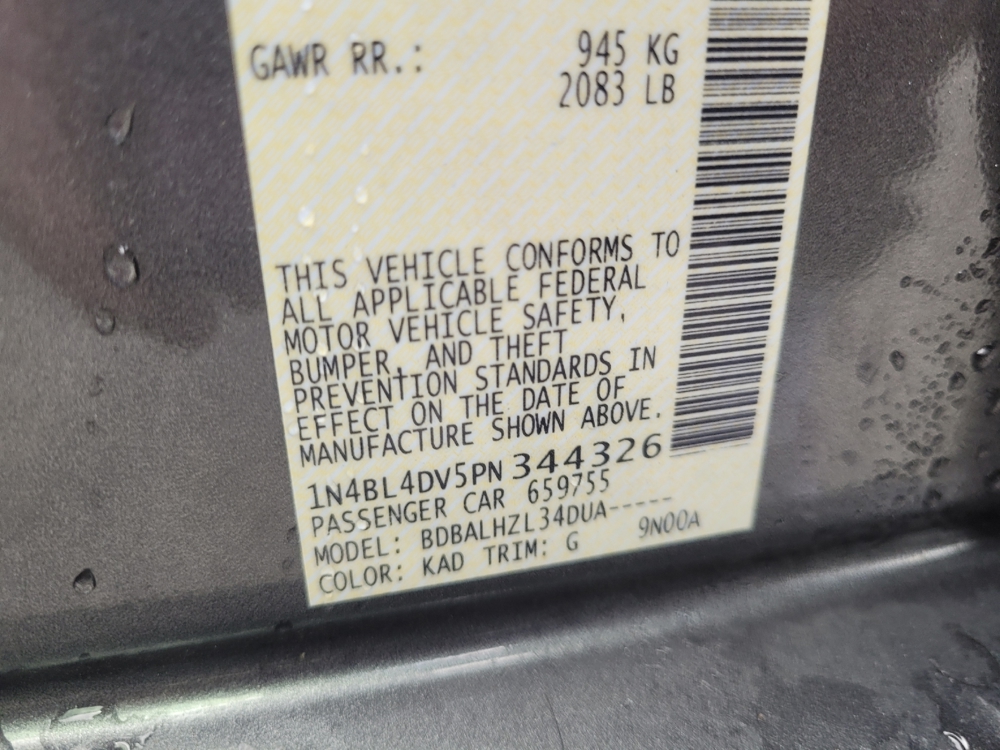 GAWR RR.: 945 KG
2083 LB
THIS VEHICLE CONFORMS TO
ALL APPLICABLE FEDERAL
MOTOR VEHICLE SAFETY,
BUMPER, AND THEFT
PREVENTION STANDARDS IN
EFFECT ON THE DATE OF
MANUFACTURE SHOWN ABOVE.
1N4BL4DV5PN344326
PASSENGER CAR 659755
MODEL: BDBALHZL34DUA-----
COLOR: KAD TRIM: G 9N00A